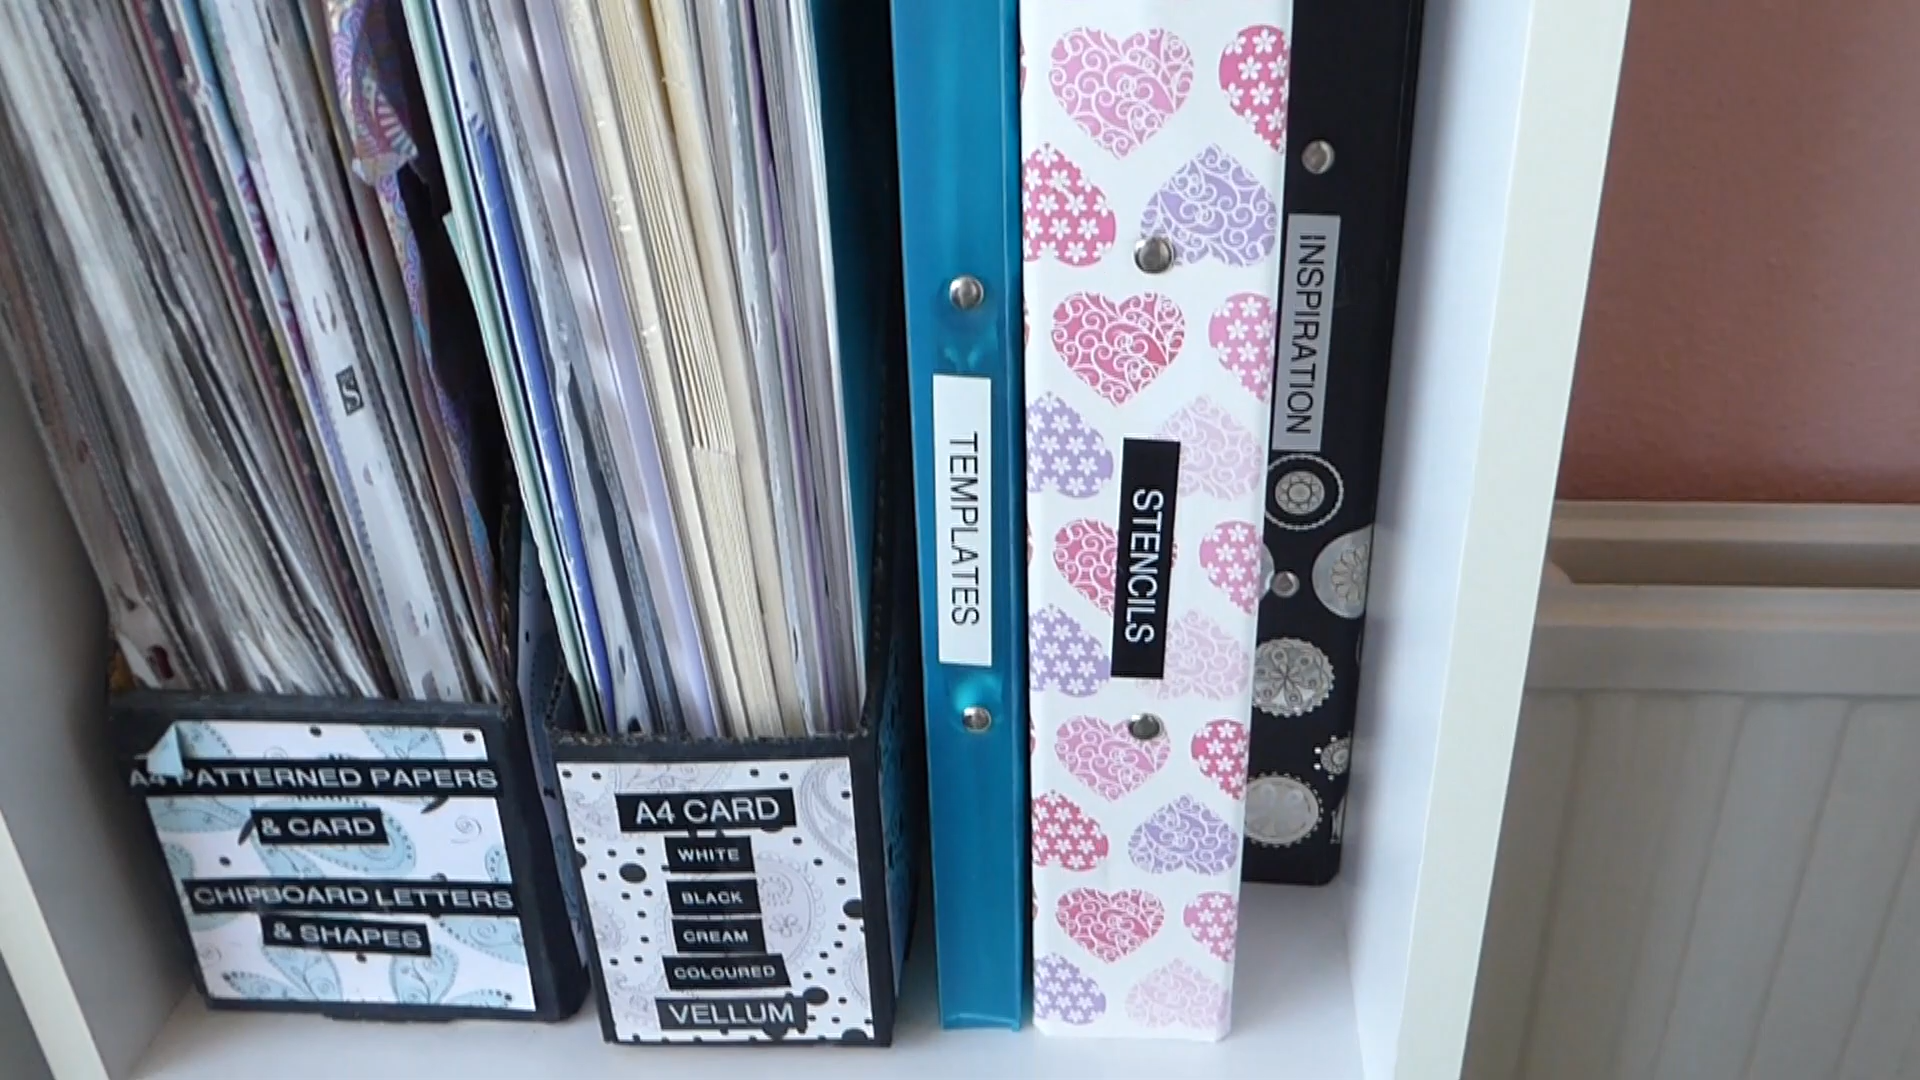 A4 PATTERNED PAPERS
& CARD
CHIPBOARD LETTERS
& SHAPES
A4 CARD
WHITE
BLACK
CREAM
COLOURED
VELLUM
TEMPLATES
STENCILS
INSPIRATION